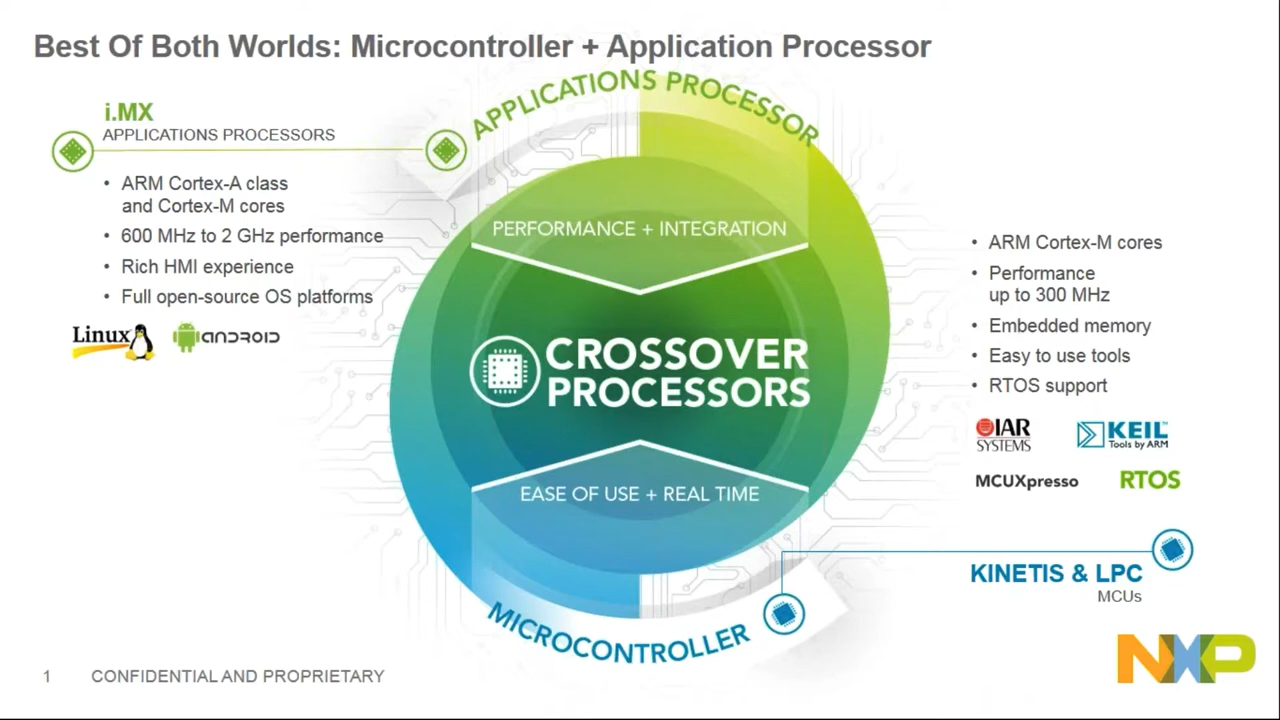 Best Of Both Worlds: Microcontroller + Application Processor
i.MX
APPLICATIONS PROCESSORS
• ARM Cortex-A class
and Cortex-M cores
• 600 MHz to 2 GHz performance
• Rich HMI experience
• Full open-source OS platforms
Linux
ANDROID
APPLICATIONS PROCESSOR
PERFORMANCE + INTEGRATION
CROSSOVER
PROCESSORS
EASE OF USE + REAL TIME
MICROCONTROLLER
• ARM Cortex-M cores
• Performance
up to 300 MHz
• Embedded memory
• Easy to use tools
• RTOS support
IAR
SYSTEMS
KEIL™
Tools by ARM
MCUXpresso
RTOS
KINETIS & LPC
MCUs
NXP
1 CONFIDENTIAL AND PROPRIETARY